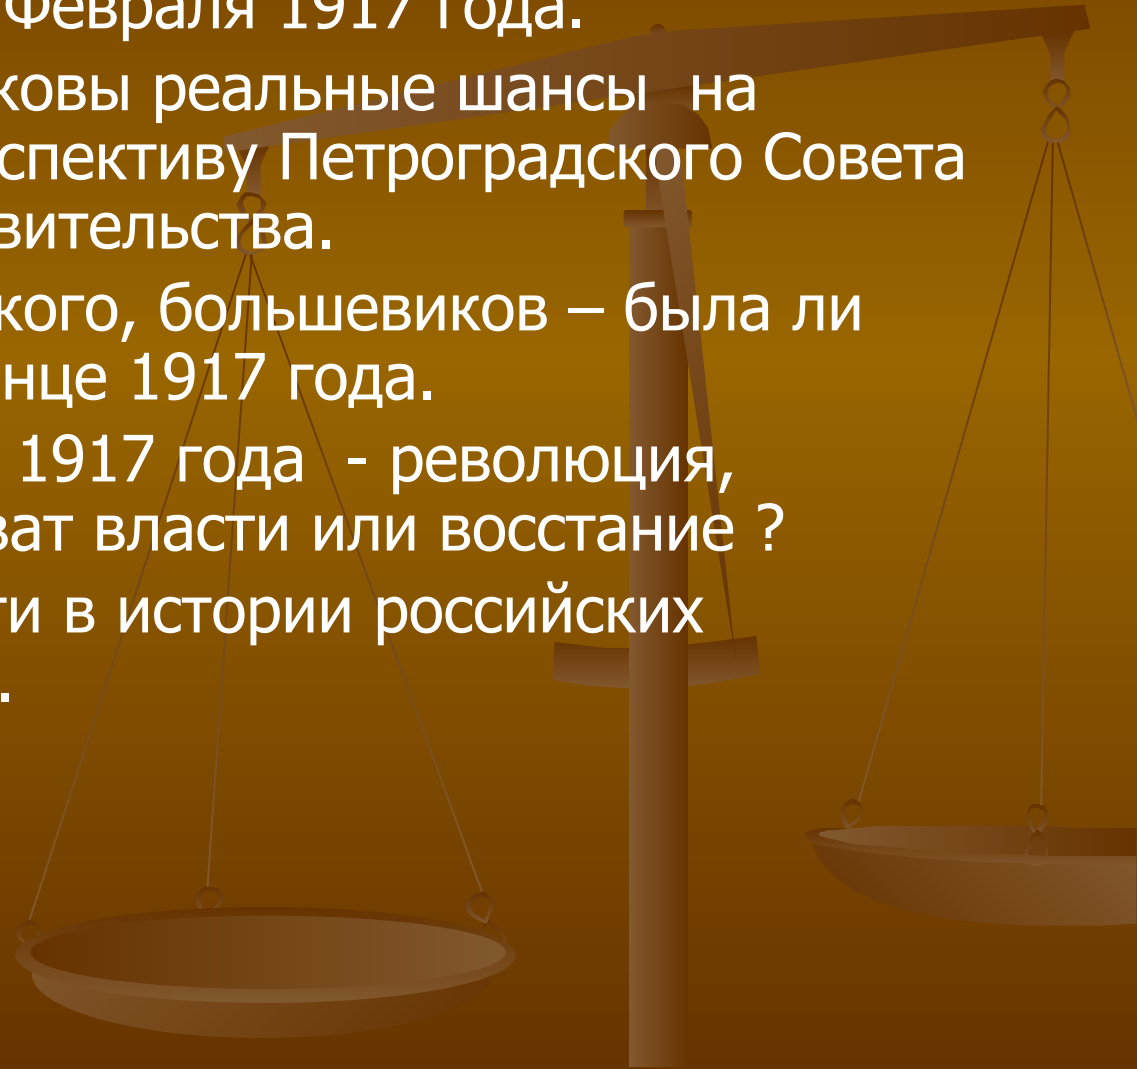 Февраля 1917 года.
ковы реальные шансы на
спективу Петроградского Совета
вительства.
кого, большевиков – была ли
нце 1917 года.
1917 года - революция,
ват власти или восстание ?
ти в истории российских
.